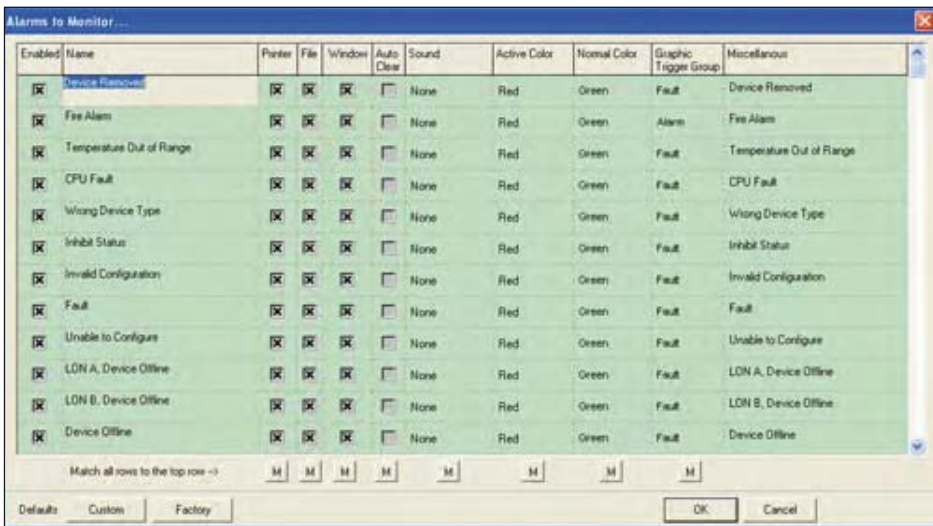 Alarms to Monitor...
Enabled Name Printer File Window Auto Clear Sound Active Color Normal Color Graphic Trigger Group Miscellanous
Device Removed None Red Green Fault Device Removed
Fire Alarm None Red Green Alarm Fire Alarm
Temperature Out of Range None Red Green Fault Temperature Out of Range
CPU Fault None Red Green Fault CPU Fault
Wrong Device Type None Red Green Fault Wrong Device Type
Inhibit Status None Red Green Fault Inhibit Status
Invalid Configuration None Red Green Fault Invalid Configuration
Fault None Red Green Fault Fault
Unable to Configure None Red Green Fault Unable to Configure
LON A, Device Offline None Red Green Fault LON A, Device Offline
LON B, Device Offline None Red Green Fault LON B, Device Offline
Device Offline None Red Green Fault Device Offline
Match all rows to the top row --> M M M M M M M M
Defaults Custom Factory OK Cancel